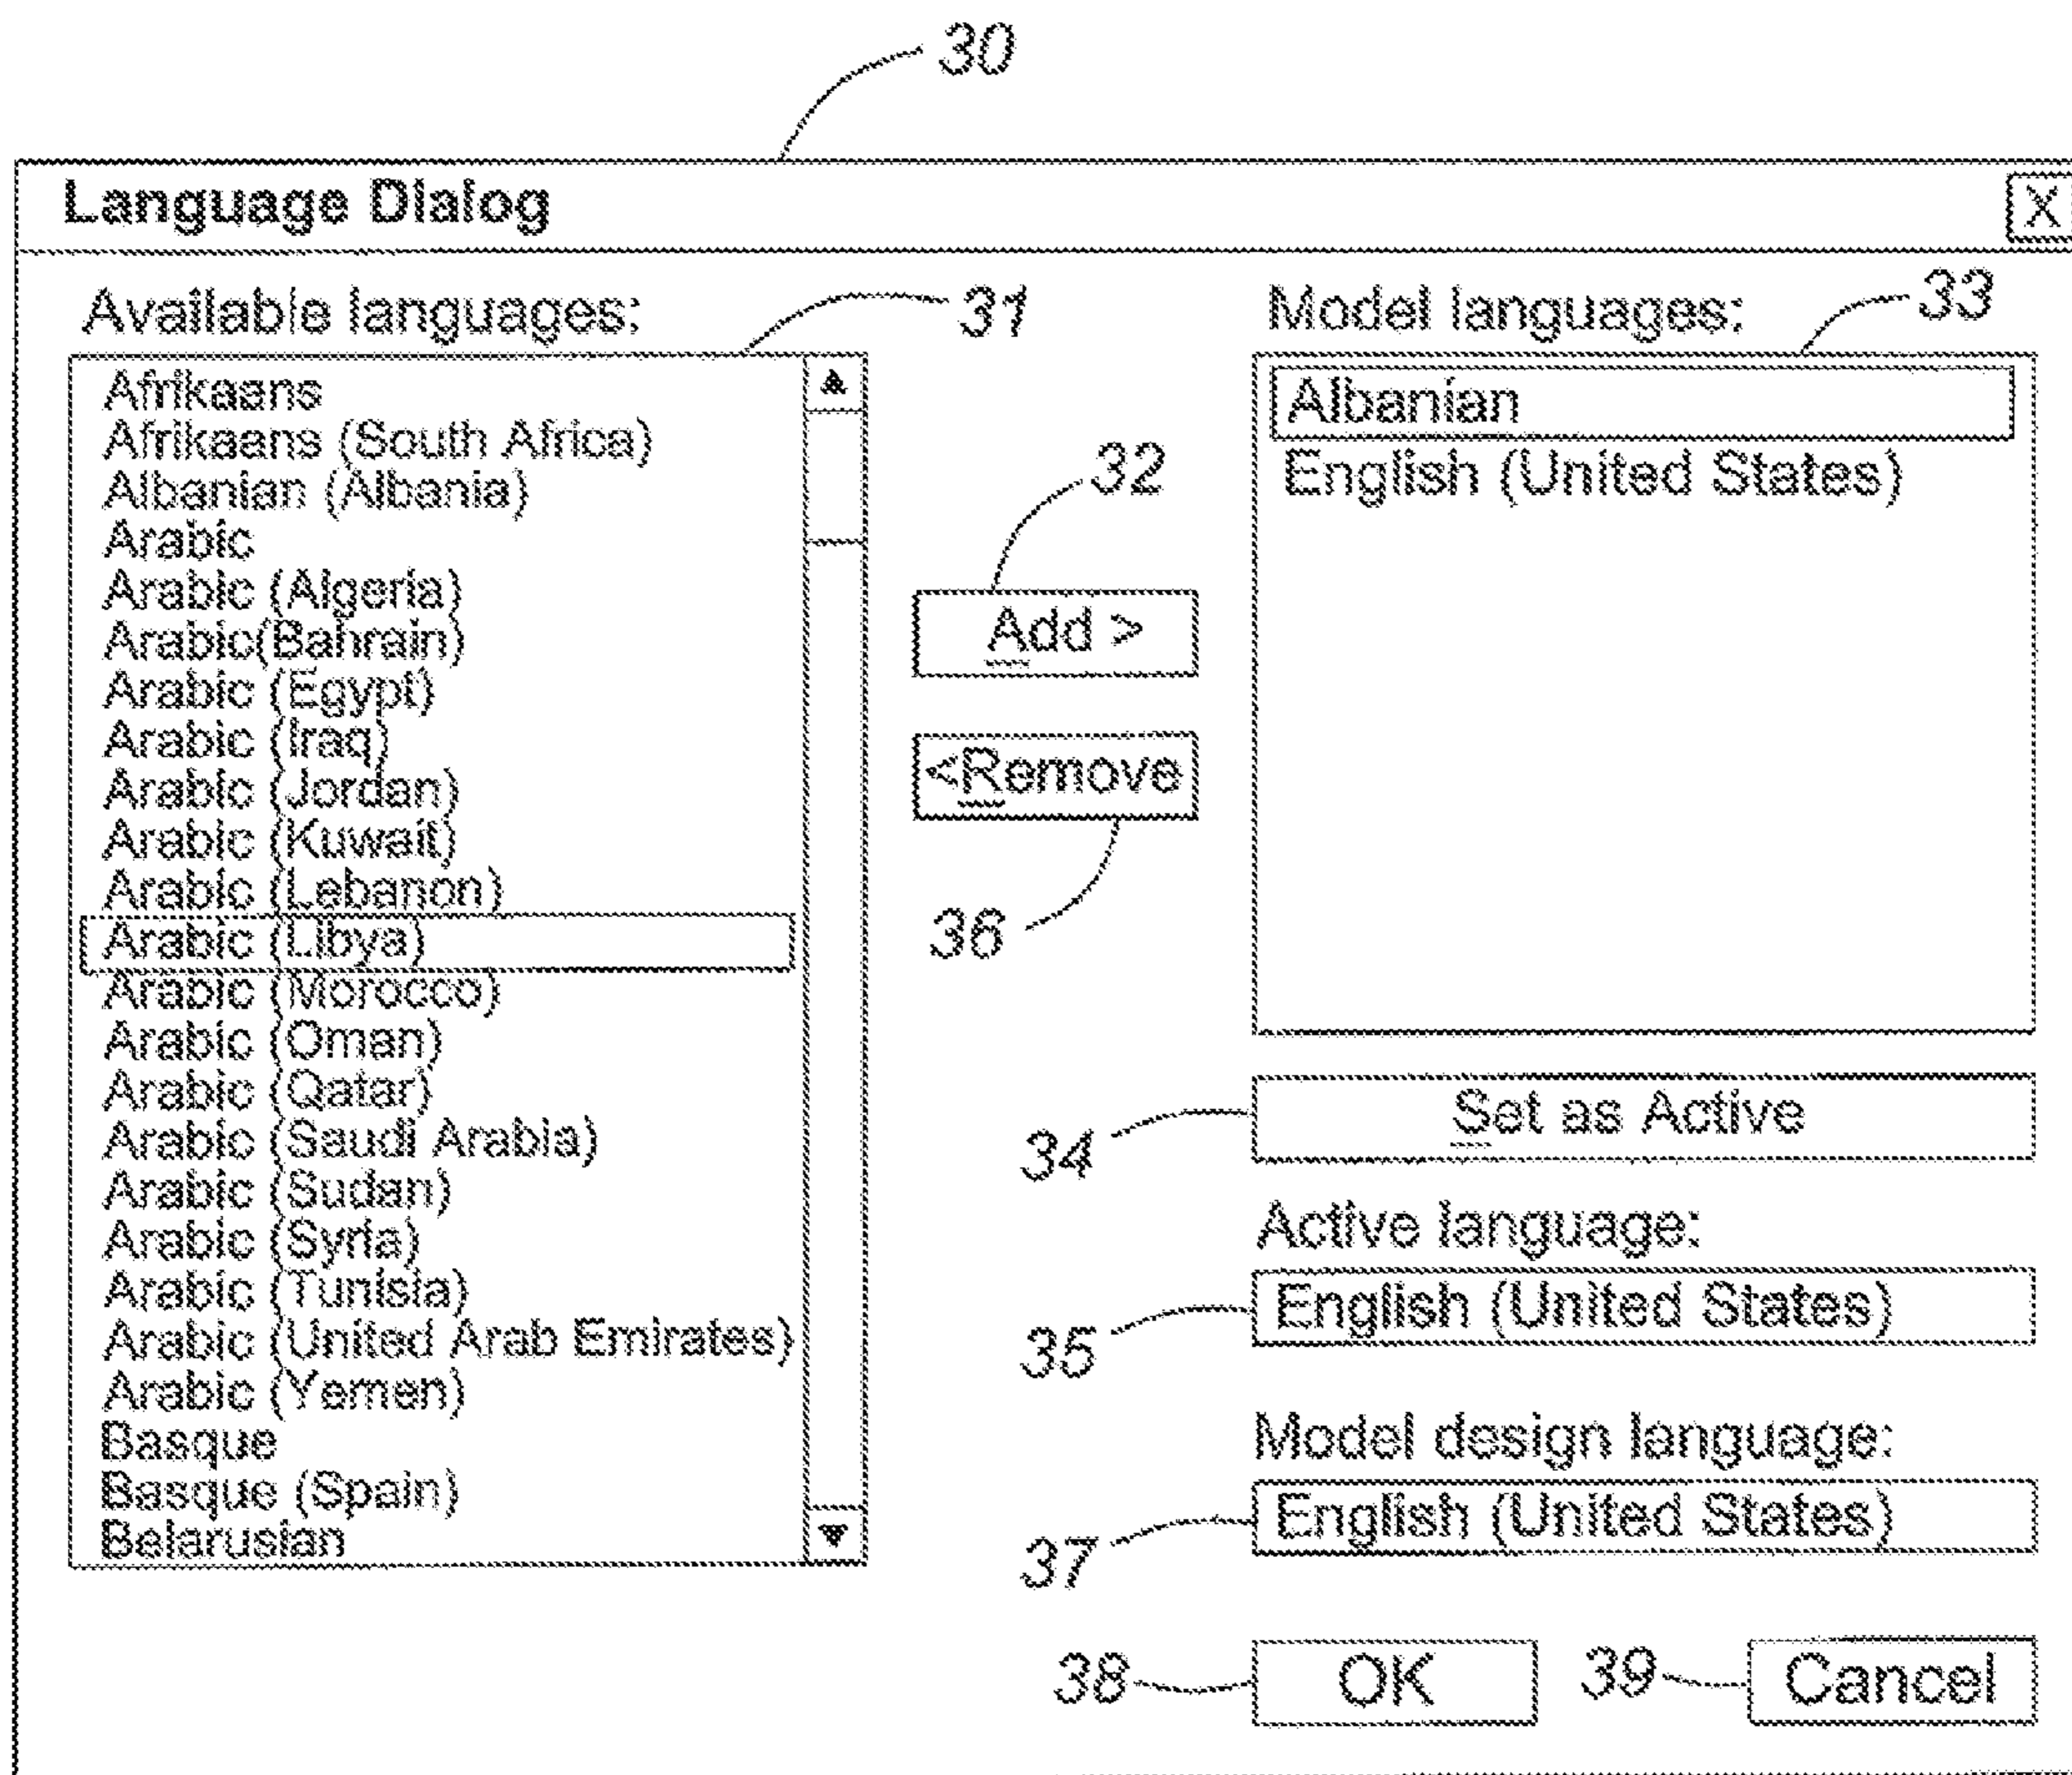 30
Language Dialog
X
Available languages:
31
Afrikaans
Afrikaans (South Africa)
Albanian (Albania)
Arabic
Arabic (Algeria)
Arabic(Bahrain)
Arabic (Egypt)
Arabic (Iraq)
Arabic (Jordan)
Arabic (Kuwait)
Arabic (Lebanon)
Arabic (Libya)
Arabic (Morocco)
Arabic (Oman)
Arabic (Qatar)
Arabic (Saudi Arabia)
Arabic (Sudan)
Arabic (Syria)
Arabic (Tunisia)
Arabic (United Arab Emirates)
Arabic (Yemen)
Basque
Basque (Spain)
Belarusian
32
Add >
<Remove
36
Model languages:
33
Albanian
English (United States)
34
Set as Active
Active language:
35
English (United States)
Model design language:
37
English (United States)
38
OK
39
Cancel